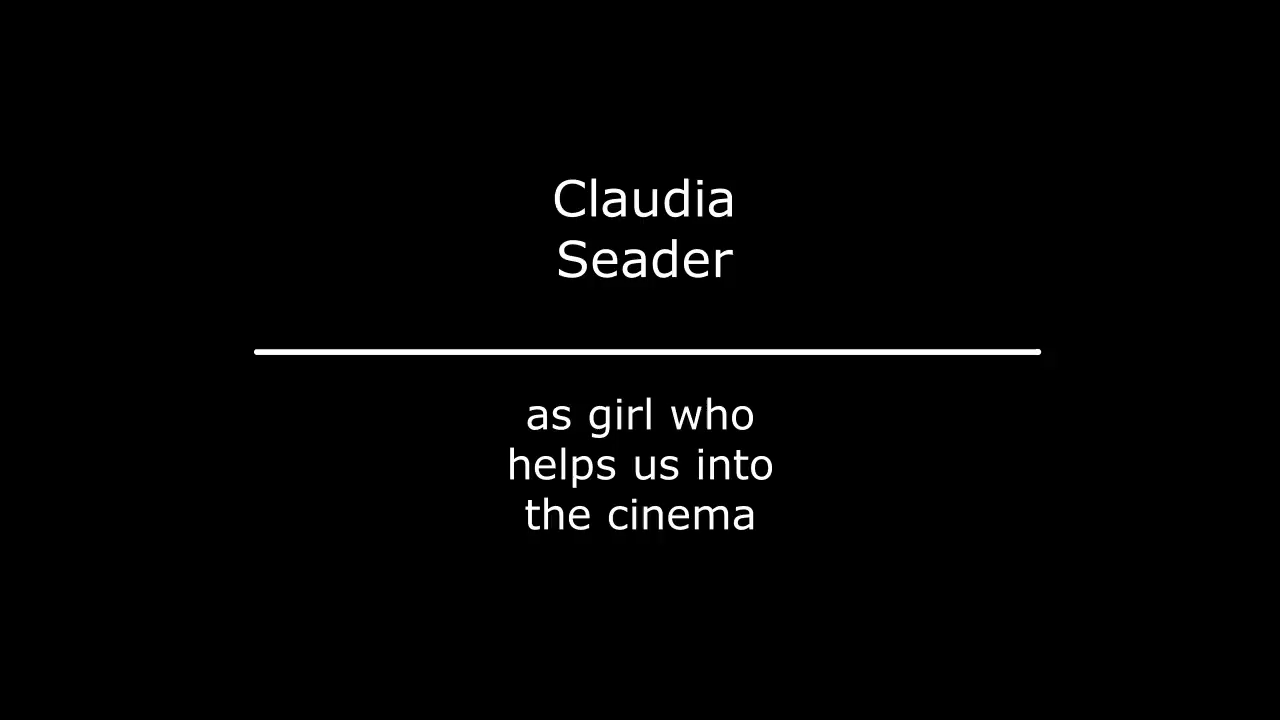 Claudia
Seader
as girl who
helps us into
the cinema